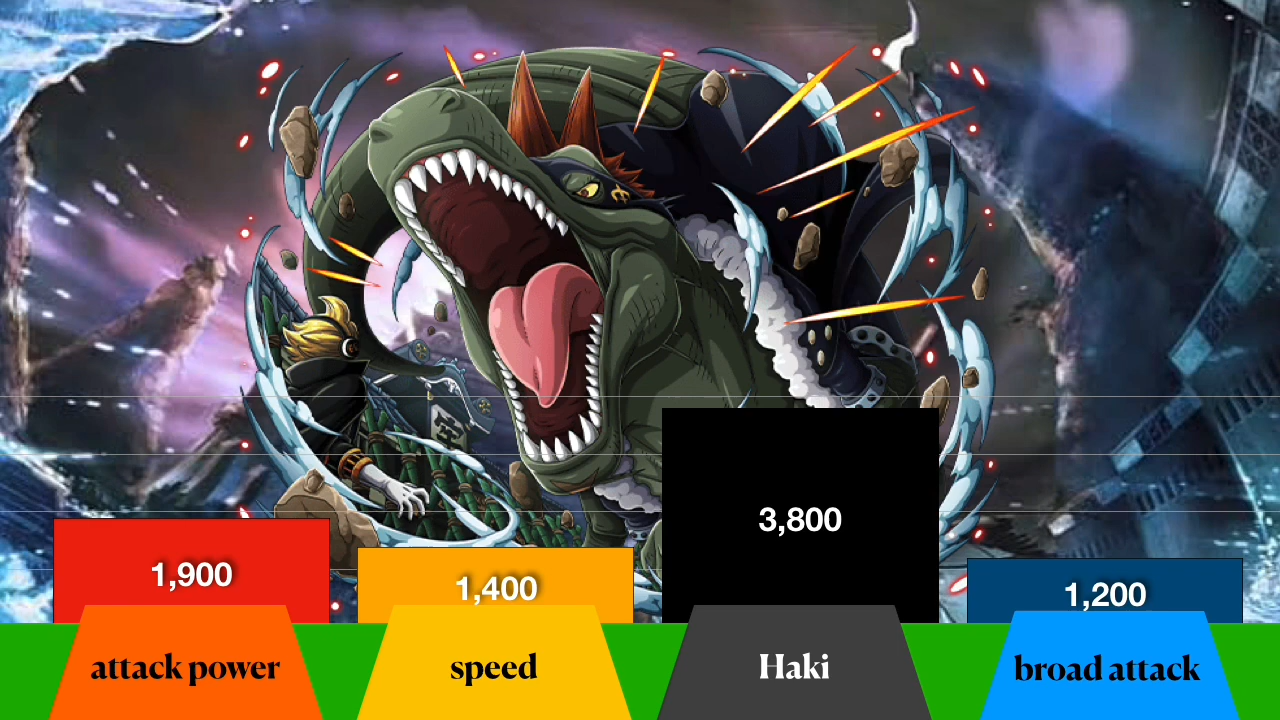 1,900
1,400
3,800
1,200
attack power
speed
Haki
broad attack